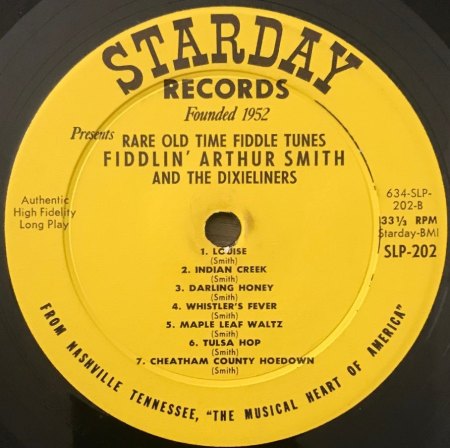 STARDAY
RECORDS
Founded 1952
Presents
RARE OLD TIME FIDDLE TUNES
FIDDLIN' ARTHUR SMITH
AND THE DIXIELINERS
Authentic
High Fidelity
Long Play
634-SLP-
202-B
33⅓ RPM
Starday-BMI
SLP-202
1. LOUISE
(Smith)
2. INDIAN CREEK
(Smith)
3. DARLING HONEY
(Smith)
4. WHISTLER'S FEVER
(Smith)
5. MAPLE LEAF WALTZ
(Smith)
6. TULSA HOP
(Smith)
7. CHEATHAM COUNTY HOEDOWN
(Smith)
FROM NASHVILLE TENNESSEE, "THE MUSICAL HEART OF AMERICA"